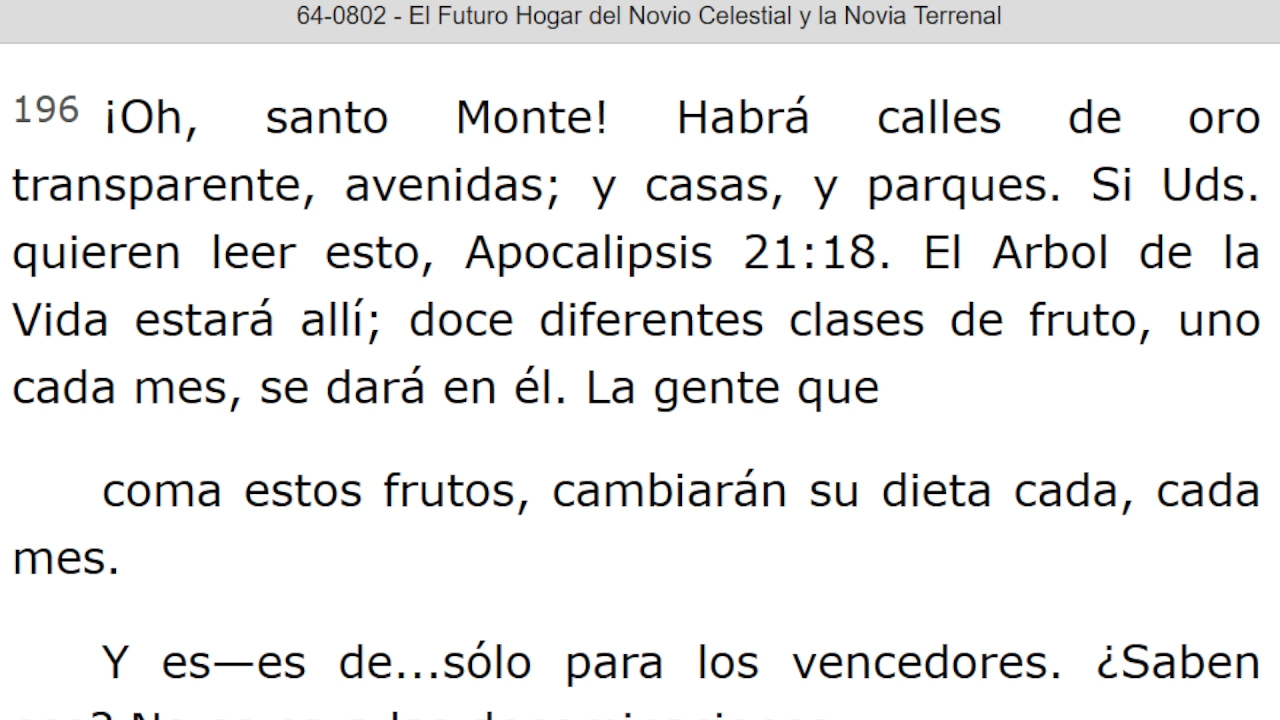 64-0802 - El Futuro Hogar del Novio Celestial y la Novia Terrenal
196 ¡Oh, santo Monte! Habrá calles de oro
transparente, avenidas; y casas, y parques. Si Uds.
quieren leer esto, Apocalipsis 21:18. El Arbol de la
Vida estará allí; doce diferentes clases de fruto, uno
cada mes, se dará en él. La gente que
coma estos frutos, cambiarán su dieta cada, cada
mes.
Y es—es de...sólo para los vencedores. ¿Saben